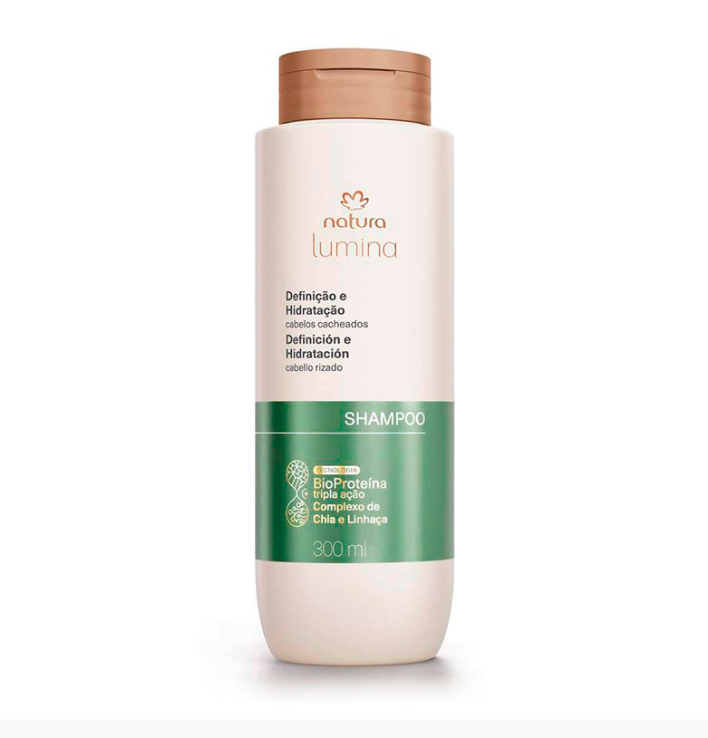 natura
lumina
Definição e
Hidratação
cabelos cacheados
Definición e
Hidratación
cabello rizado
SHAMPOO
TECNOLOGIA
BioProteína
tripla ação
Complexo de
Chia e Linhaça
300 ml